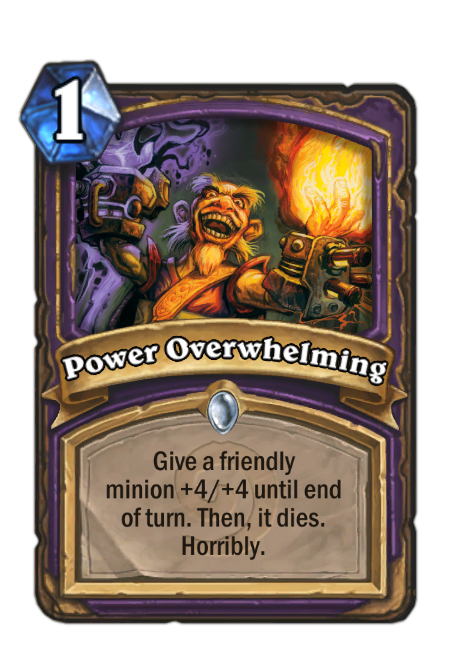 1
Power Overwhelming
Give a friendly
minion +4/+4 until end
of turn. Then, it dies.
Horribly.